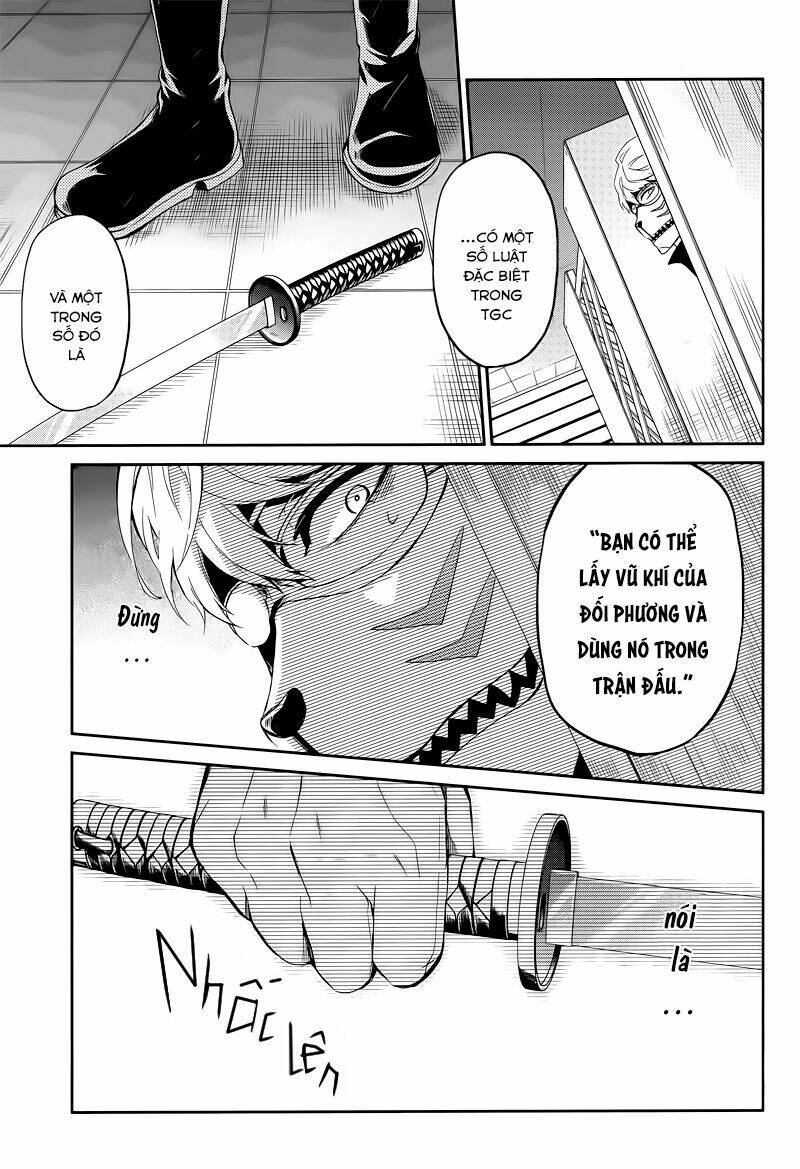 ...CÓ MỘT
SỐ LUẬT
ĐẶC BIỆT
TRONG
TGC
VÀ MỘT
TRONG
SỐ ĐÓ
LÀ
“BẠN CÓ THỂ
LẤY VŨ KHÍ CỦA
ĐỐI PHƯƠNG VÀ
DÙNG NÓ TRONG
TRẬN ĐẤU.”
Đừng
...
nói
là
...
Nhấc
Lên